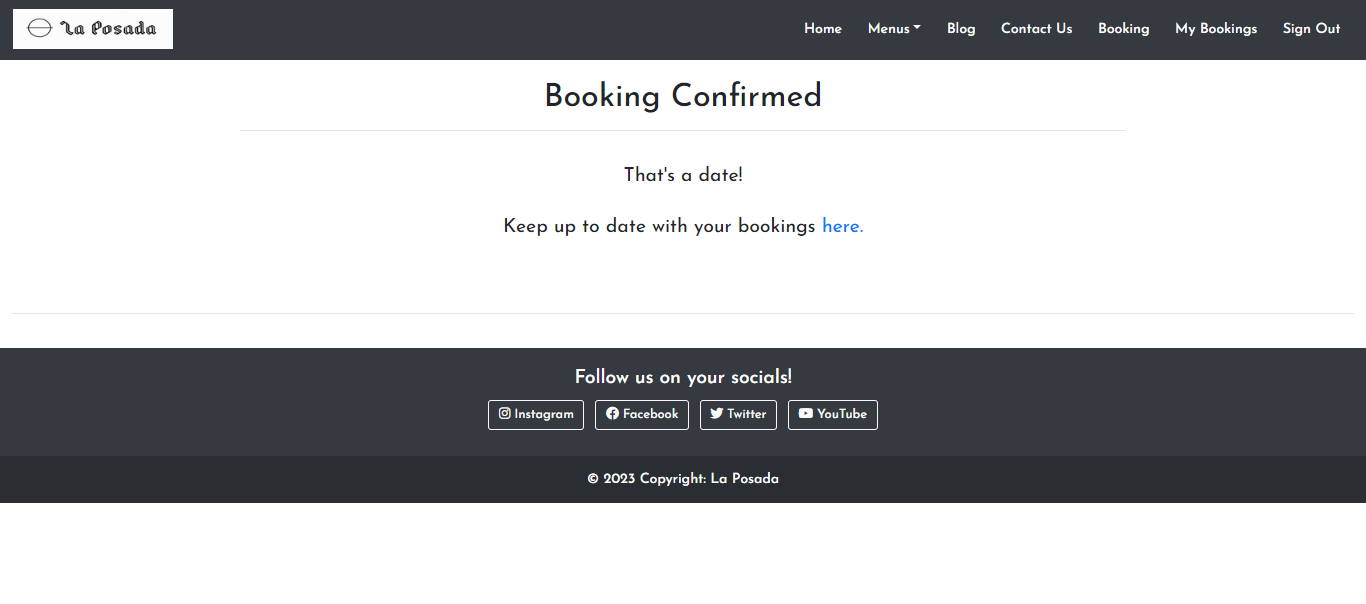 La Posada
Home Menus Blog Contact Us Booking My Bookings Sign Out
Booking Confirmed
That's a date!
Keep up to date with your bookings here.
Follow us on your socials!
Instagram Facebook Twitter YouTube
© 2023 Copyright: La Posada